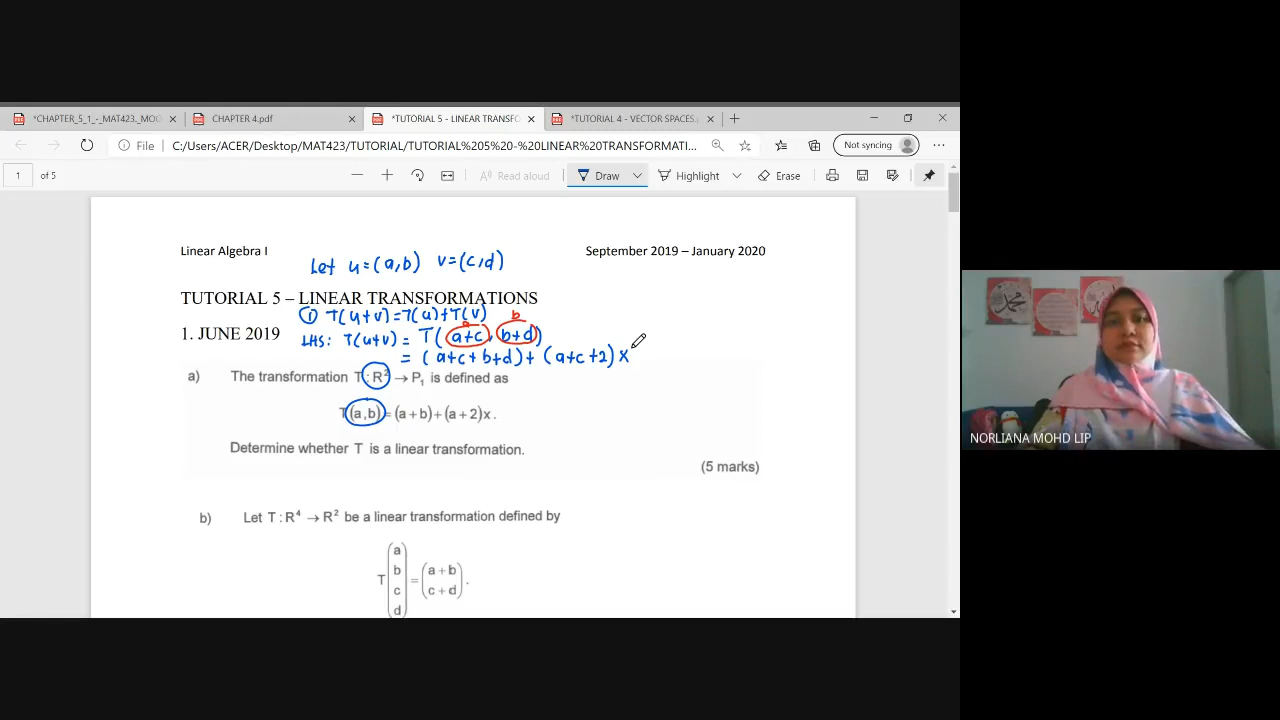 *CHAPTER_5_1_-_MAT423._MOO
CHAPTER 4.pdf
*TUTORIAL 5 - LINEAR TRANSFO
*TUTORIAL 4 - VECTOR SPACES.p
File
C:/Users/ACER/Desktop/MAT423/TUTORIAL/TUTORIAL%205%20-%20LINEAR%20TRANSFORMATI...
Not syncing
1 of 5
Read aloud
Draw
Highlight
Erase
Linear Algebra I
September 2019 – January 2020
Let u=(a,b) v=(c,d)
TUTORIAL 5 – LINEAR TRANSFORMATIONS
① T(u+v)=T(u)+T(v)
a b
1. JUNE 2019
LHS: T(u+v) = T(a+c, b+d)
= (a+c+b+d)+(a+c+2)x
a) The transformation T:R² → P₁ is defined as
T(a,b)=(a+b)+(a+2)x.
Determine whether T is a linear transformation.
(5 marks)
b) Let T:R⁴ → R² be a linear transformation defined by
a
b a+b
T =
c c+d
d
NORLIANA MOHD LIP